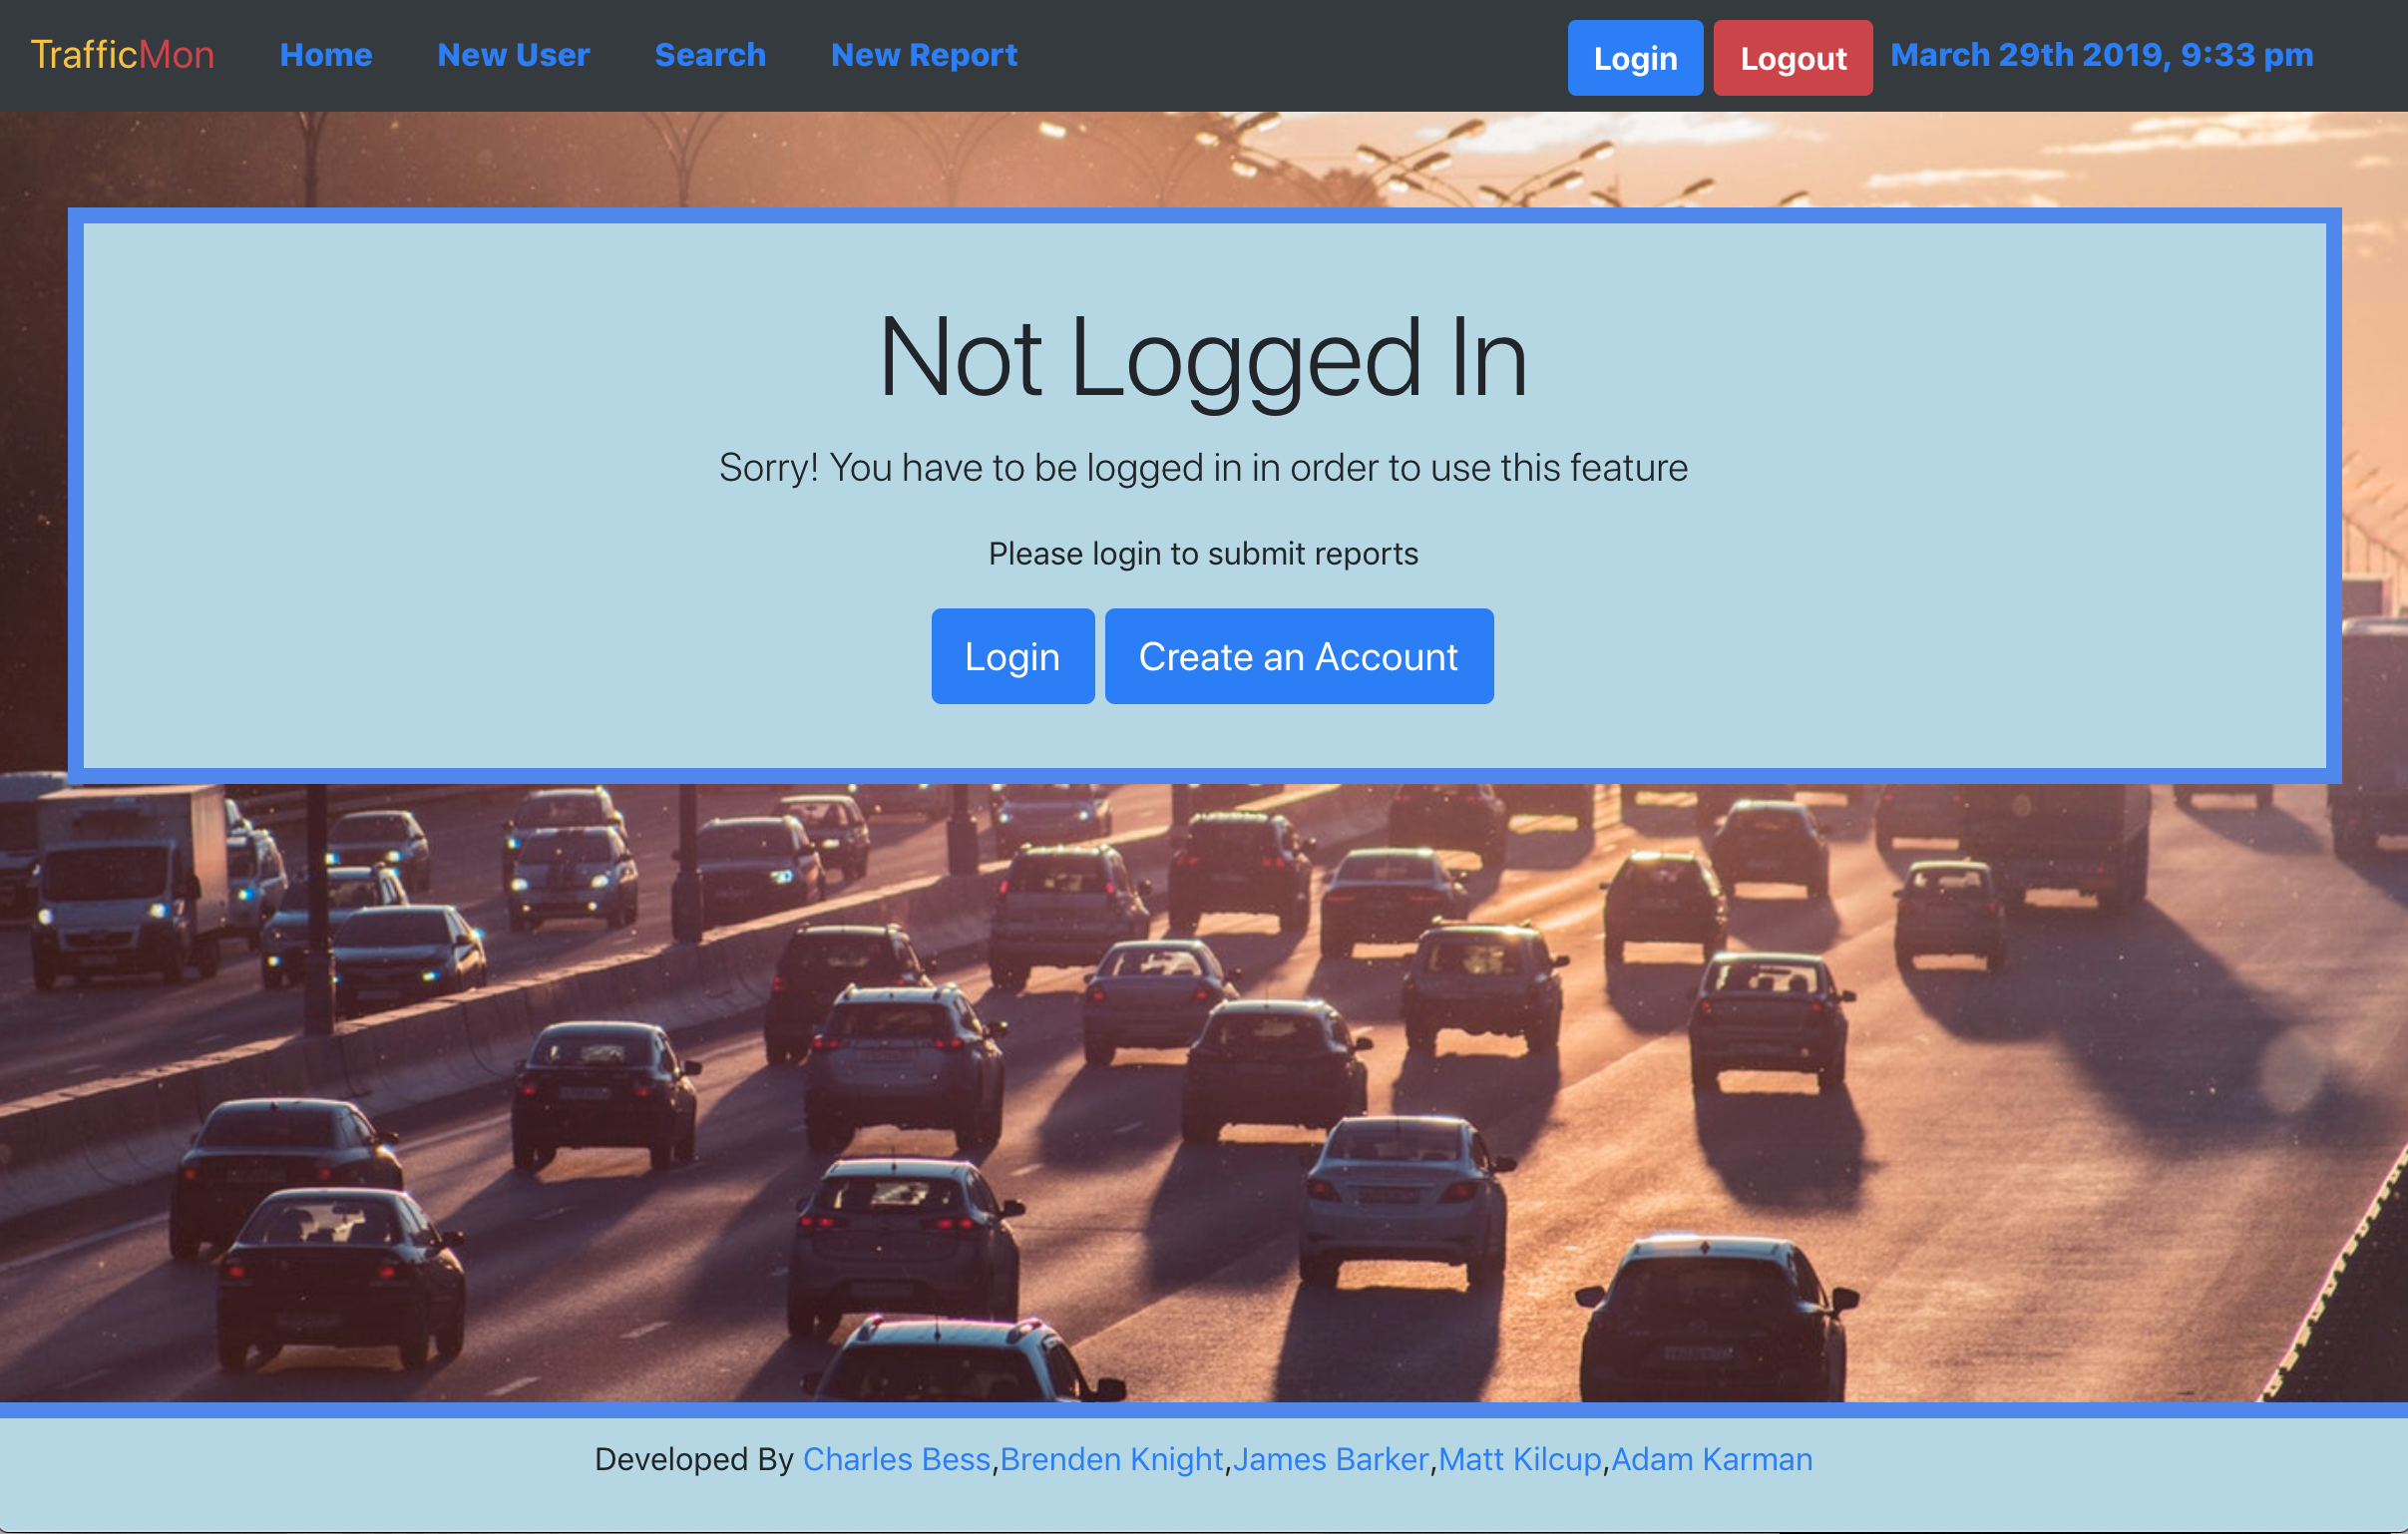 TrafficMon Home New User Search New Report Login Logout March 29th 2019, 9:33 pm
Not Logged In
Sorry! You have to be logged in in order to use this feature
Please login to submit reports
Login Create an Account
Developed By Charles Bess,Brenden Knight,James Barker,Matt Kilcup,Adam Karman